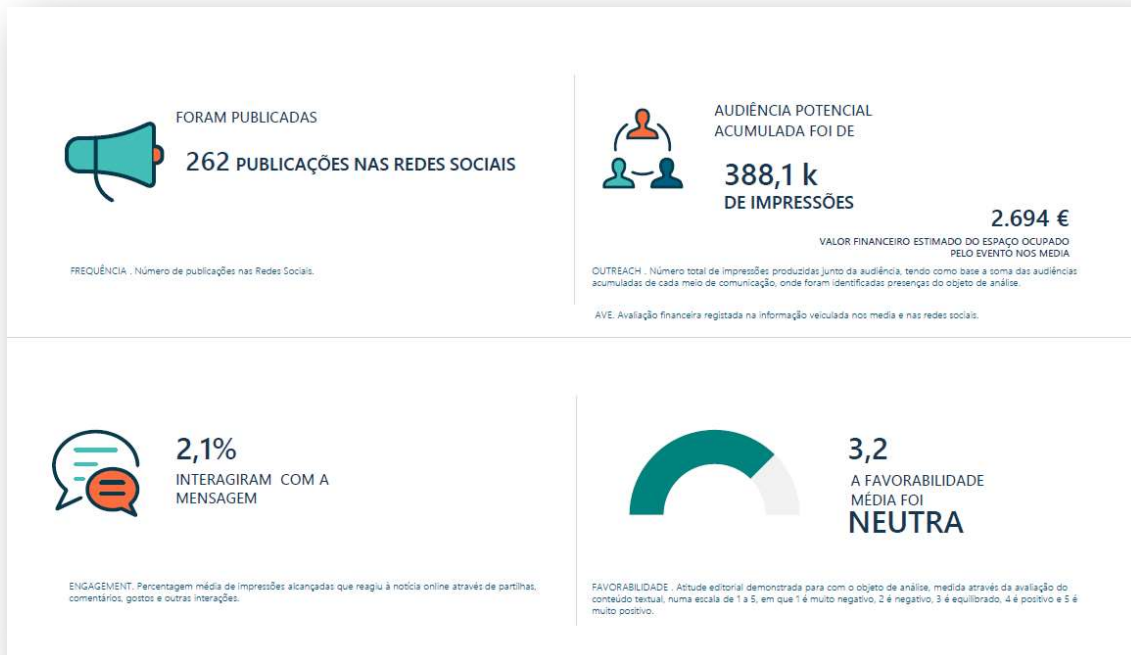 FORAM PUBLICADAS
262 PUBLICAÇÕES NAS REDES SOCIAIS
FREQUÊNCIA . Número de publicações nas Redes Sociais.
AUDIÊNCIA POTENCIAL
ACUMULADA FOI DE
388,1 k
DE IMPRESSÕES
2.694 €
VALOR FINANCEIRO ESTIMADO DO ESPAÇO OCUPADO
PELO EVENTO NOS MEDIA
OUTREACH . Número total de impressões produzidas junto da audiência, tendo como base a soma das audiências
acumuladas de cada meio de comunicação, onde foram identificadas presenças do objeto de análise.
AVE. Avaliação financeira registada na informação veiculada nos media e nas redes sociais.
2,1%
INTERAGIRAM COM A
MENSAGEM
ENGAGEMENT. Percentagem média de impressões alcançadas que reagiu à notícia online através de partilhas,
comentários, gostos e outras interações.
3,2
A FAVORABILIDADE
MÉDIA FOI
NEUTRA
FAVORABILIDADE . Atitude editorial demonstrada para com o objeto de análise, medida através da avaliação do
conteúdo textual, numa escala de 1 a 5, em que 1 é muito negativo, 2 é negativo, 3 é equilibrado, 4 é positivo e 5 é
muito positivo.